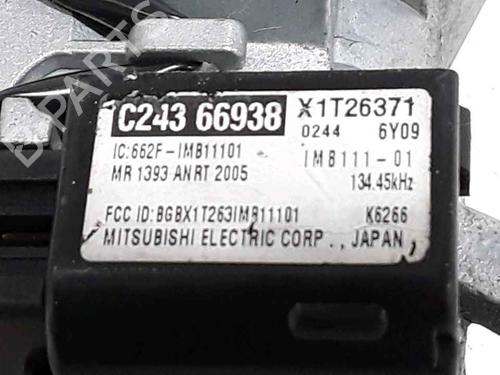 C243 66938 X1T26371
0244 6Y09
IC:662F-IMB11101 IMB111-01
MR 1393 ANRT 2005 134.45kHz
FCC ID:BGBX1T263IMB11101 K6266
MITSUBISHI ELECTRIC CORP., JAPAN
B PARTS